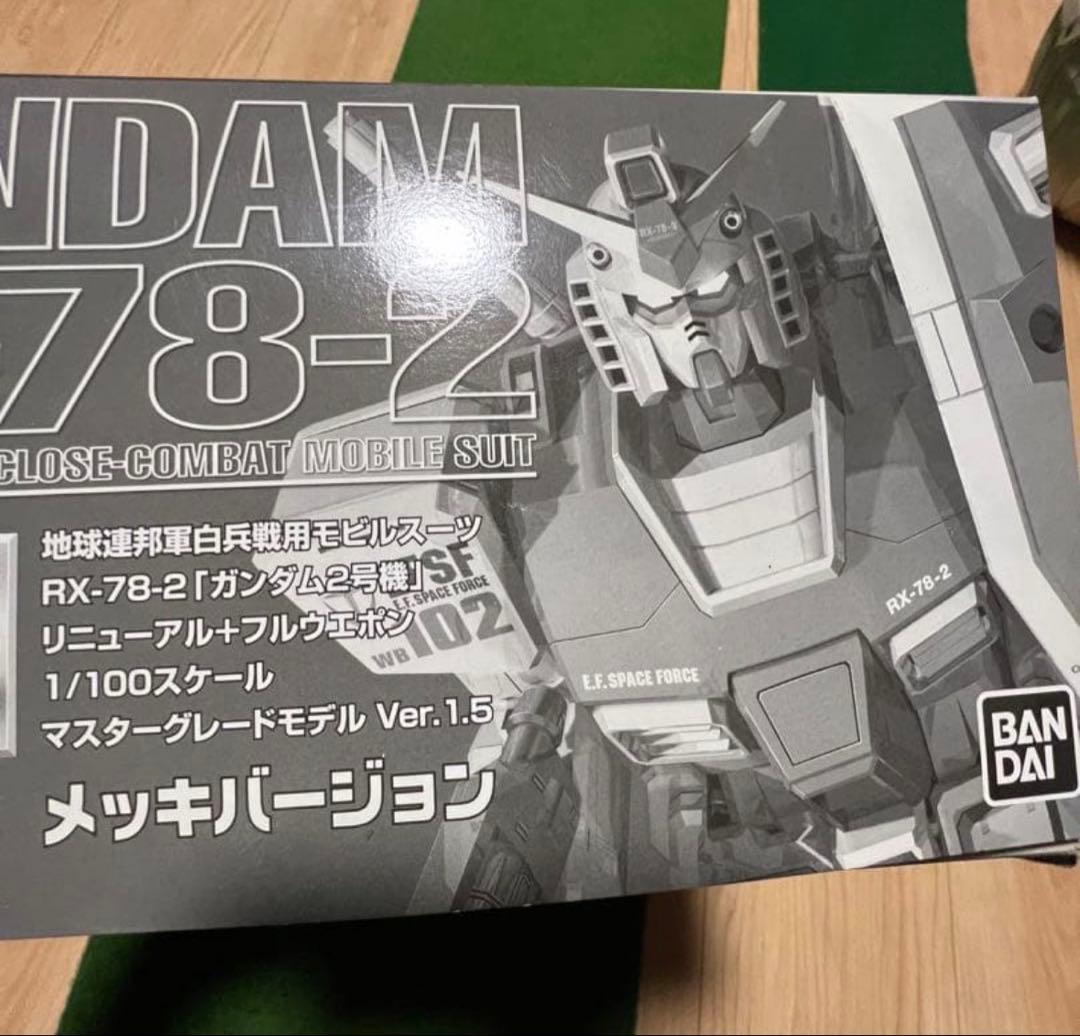 NDAM
78-2
CLOSE-COMBAT MOBILE SUIT
地球連邦軍白兵戦用モビルスーツ
RX-78-2「ガンダム2号機」
リニューアル+フルウエポン
1/100スケール
マスターグレードモデル Ver.1.5
メッキバージョン
RX-78-2
SF
E.F.SPACE FORCE
WB102
E.F.SPACE FORCE
RX-78-2
BAN
DAI